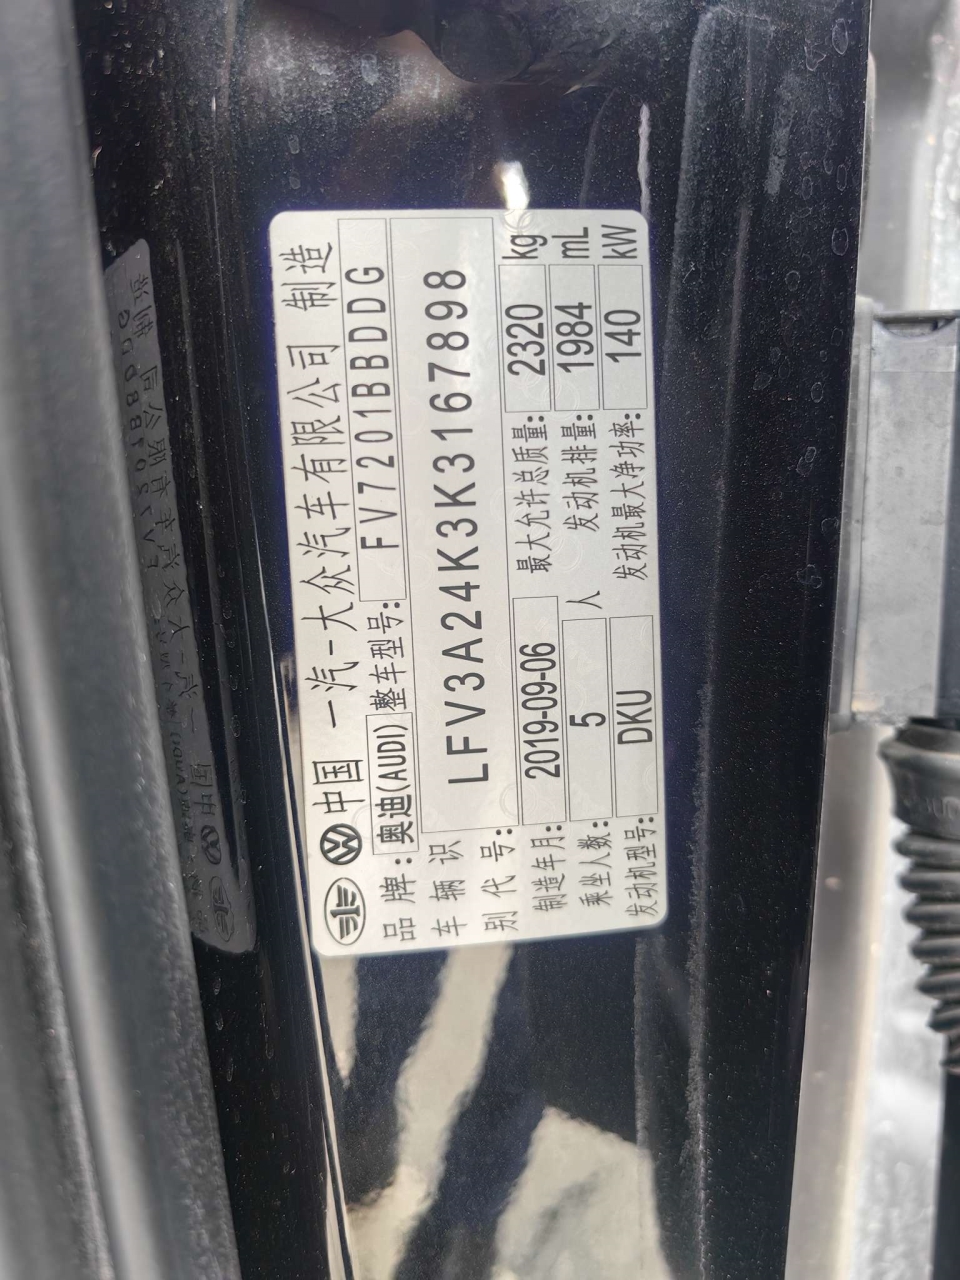 中国 一汽-大众汽车有限公司 制造
品牌:奥迪(AUDI) 整车型号: FV7201BBDDG
车辆识别代号: LFV3A24K3K3167898
制造年月: 2019-09-06 最大允许总质量: 2320 kg
乘坐人数: 5 人 发动机排量: 1984 mL
发动机型号: DKU 发动机最大净功率: 140 kW